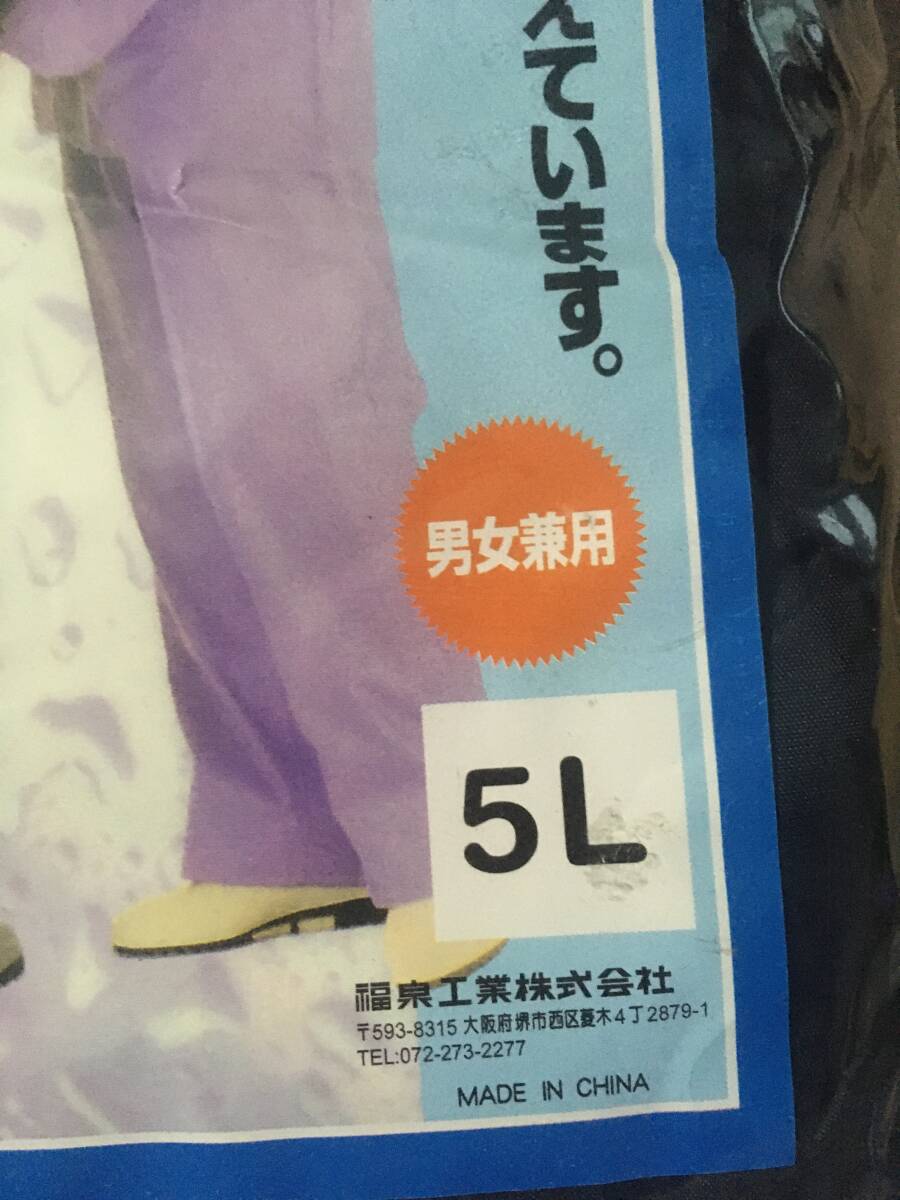 えています。
男女兼用
5L
福泉工業株式会社
〒593-8315 大阪府堺市西区菱木4丁2879-1
TEL:072-273-2277
MADE IN CHINA